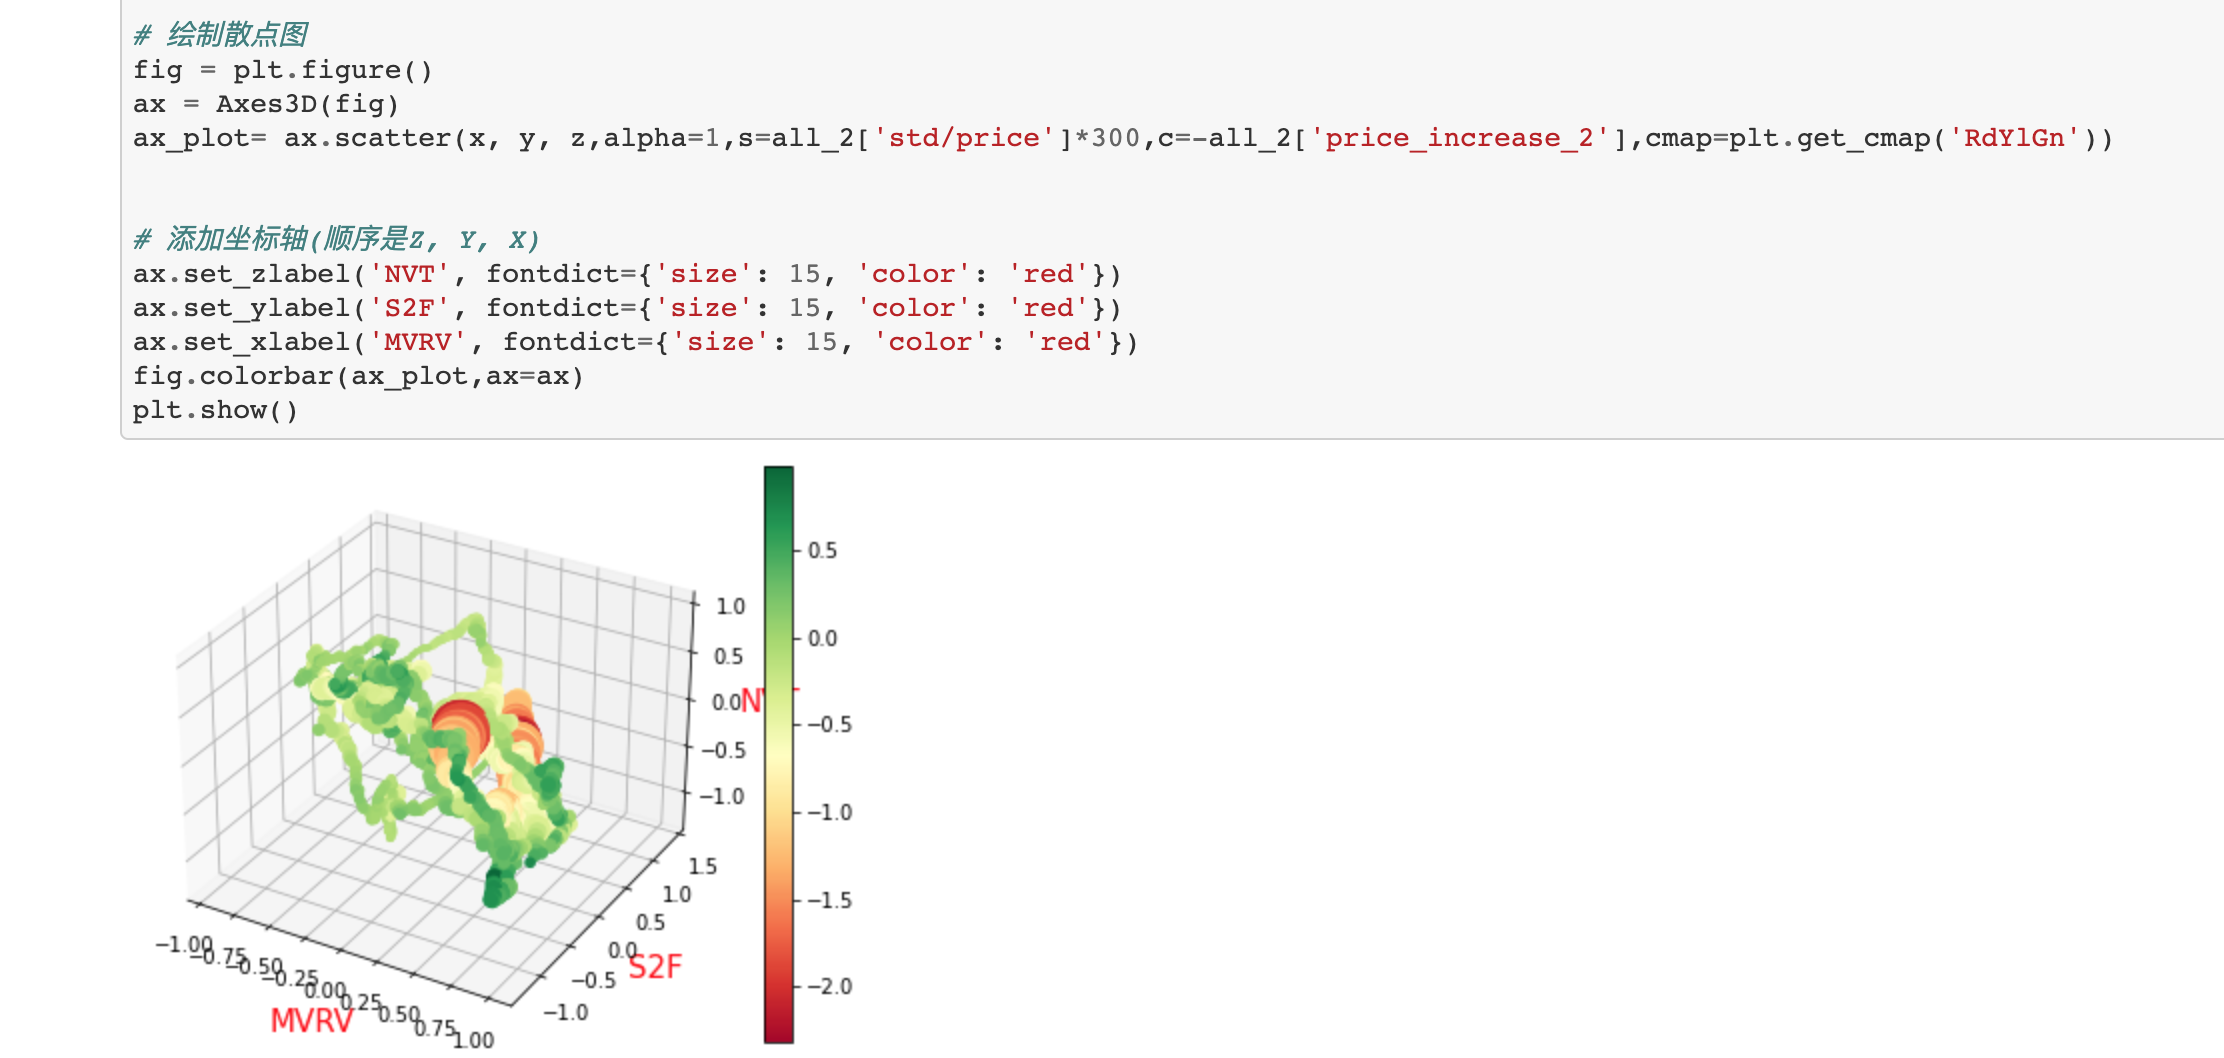 # 绘制散点图
fig = plt.figure()
ax = Axes3D(fig)
ax_plot= ax.scatter(x, y, z,alpha=1,s=all_2['std/price']*300,c=-all_2['price_increase_2'],cmap=plt.get_cmap('RdYlGn'))
# 添加坐标轴(顺序是Z, Y, X)
ax.set_zlabel('NVT', fontdict={'size': 15, 'color': 'red'})
ax.set_ylabel('S2F', fontdict={'size': 15, 'color': 'red'})
ax.set_xlabel('MVRV', fontdict={'size': 15, 'color': 'red'})
fig.colorbar(ax_plot,ax=ax)
plt.show()
1.0
0.5
0.0
−0.5
−1.0
1.5
1.0
0.5
0.0
−0.5
−1.0
S2F
−1.00
−0.75
−0.50
−0.25
0.00
0.25
0.50
0.75
1.00
MVRV
0.5
0.0
−0.5
−1.0
−1.5
−2.0